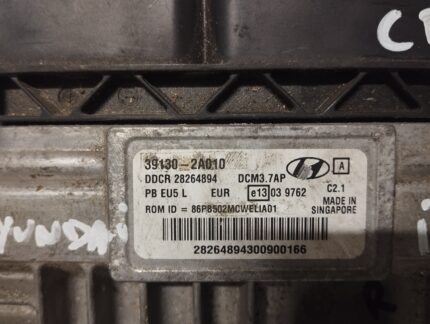 39130-2A010
DDCR 28264894 DCM3.7AP A
PB EU5 L EUR e13 03 9762 C2.1
MADE IN
ROM ID = 86PB502MCWELIA01 SINGAPORE
28264894300900166
HYUNDAI